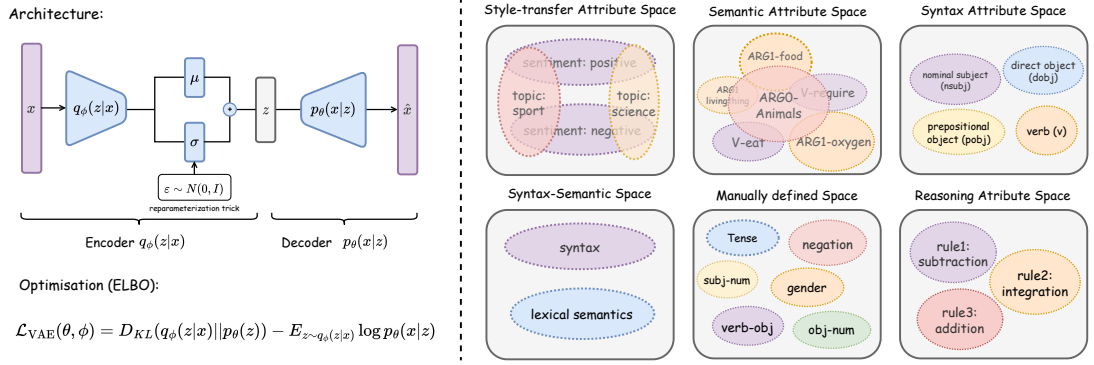 Architecture:
x
qϕ(z|x)
μ
σ
z
pθ(x|z)
x̂
ε ∼ N(0, I)
reparameterization trick
Encoder qϕ(z|x)
Decoder pθ(x|z)
Optimisation (ELBO):
ℒVAE(θ, ϕ) = DKL(qϕ(z|x)||pθ(z)) − Ez∼qϕ(z|x) log pθ(x|z)
Style-transfer Attribute Space
sentiment: positive
topic:
sport
topic:
science
sentiment: negative
Semantic Attribute Space
ARG1-food
ARG1
livingthing
ARG0-
Animals
V-require
V-eat
ARG1-oxygen
Syntax Attribute Space
nominal subject
(nsubj)
direct object
(dobj)
prepositional
object (pobj)
verb (v)
Syntax-Semantic Space
syntax
lexical semantics
Manually defined Space
Tense
negation
subj-num
gender
verb-obj
obj-num
Reasoning Atribute Space
rule1:
subtraction
rule2:
integration
rule3:
addition